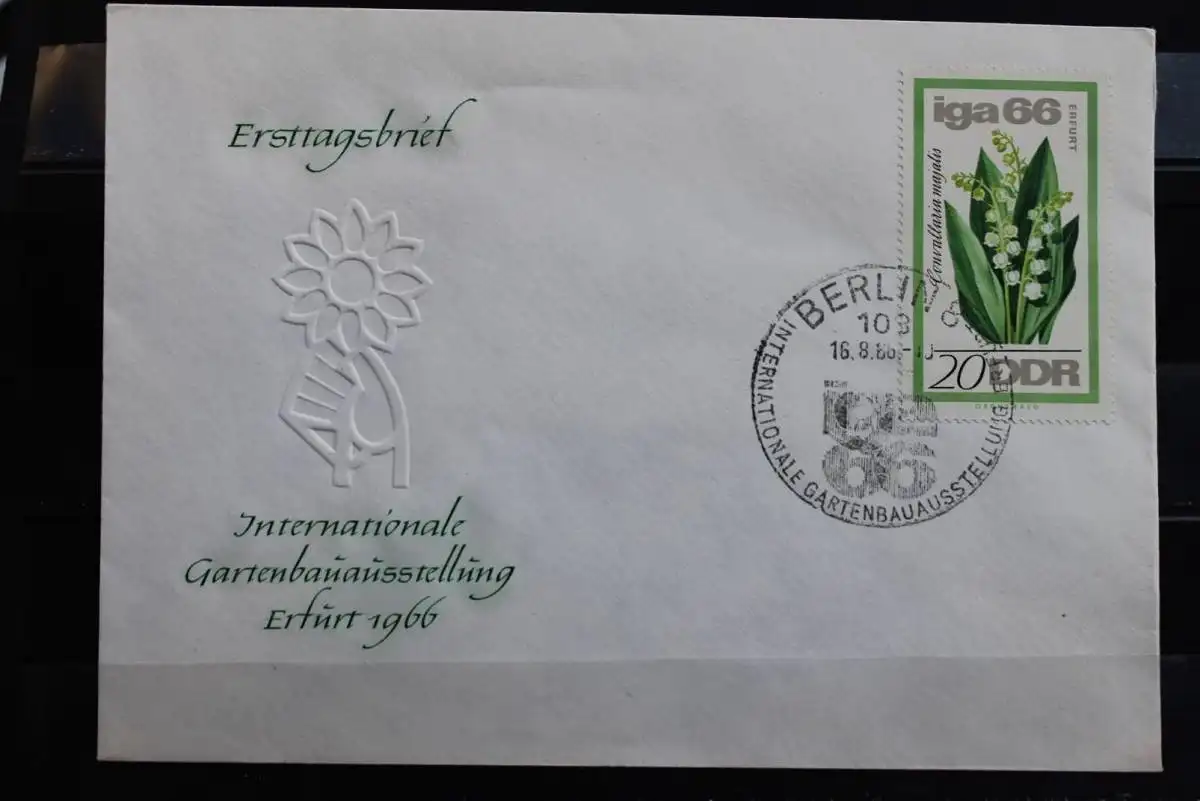 Ersttagsbrief
Internationale
Gartenbauausstellung
Erfurt 1966
iga 66
ERFURT
Convallaria majalis
20 DDR
BERLIN 8
108
16.8.66
INTERNATIONALE GARTENBAUAUSSTELLUNG
66